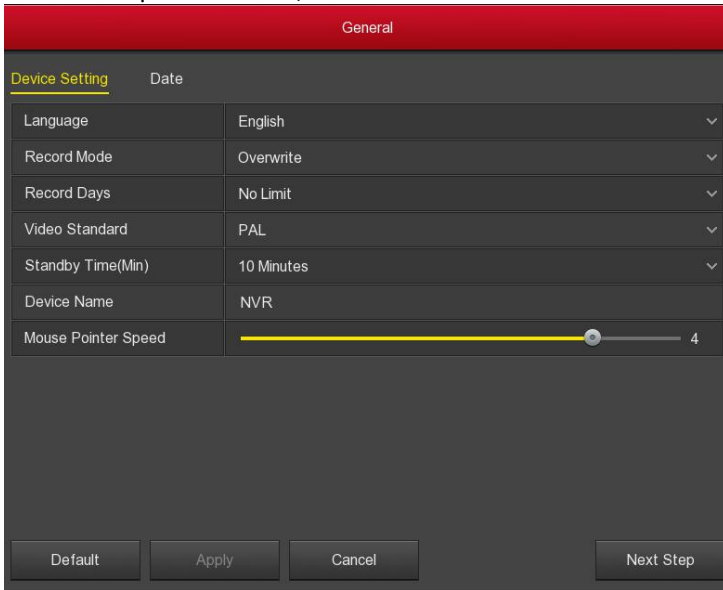 General
Device Setting Date
Language English
Record Mode Overwrite
Record Days No Limit
Video Standard PAL
Standby Time(Min) 10 Minutes
Device Name NVR
Mouse Pointer Speed 4
Default Apply Cancel Next Step